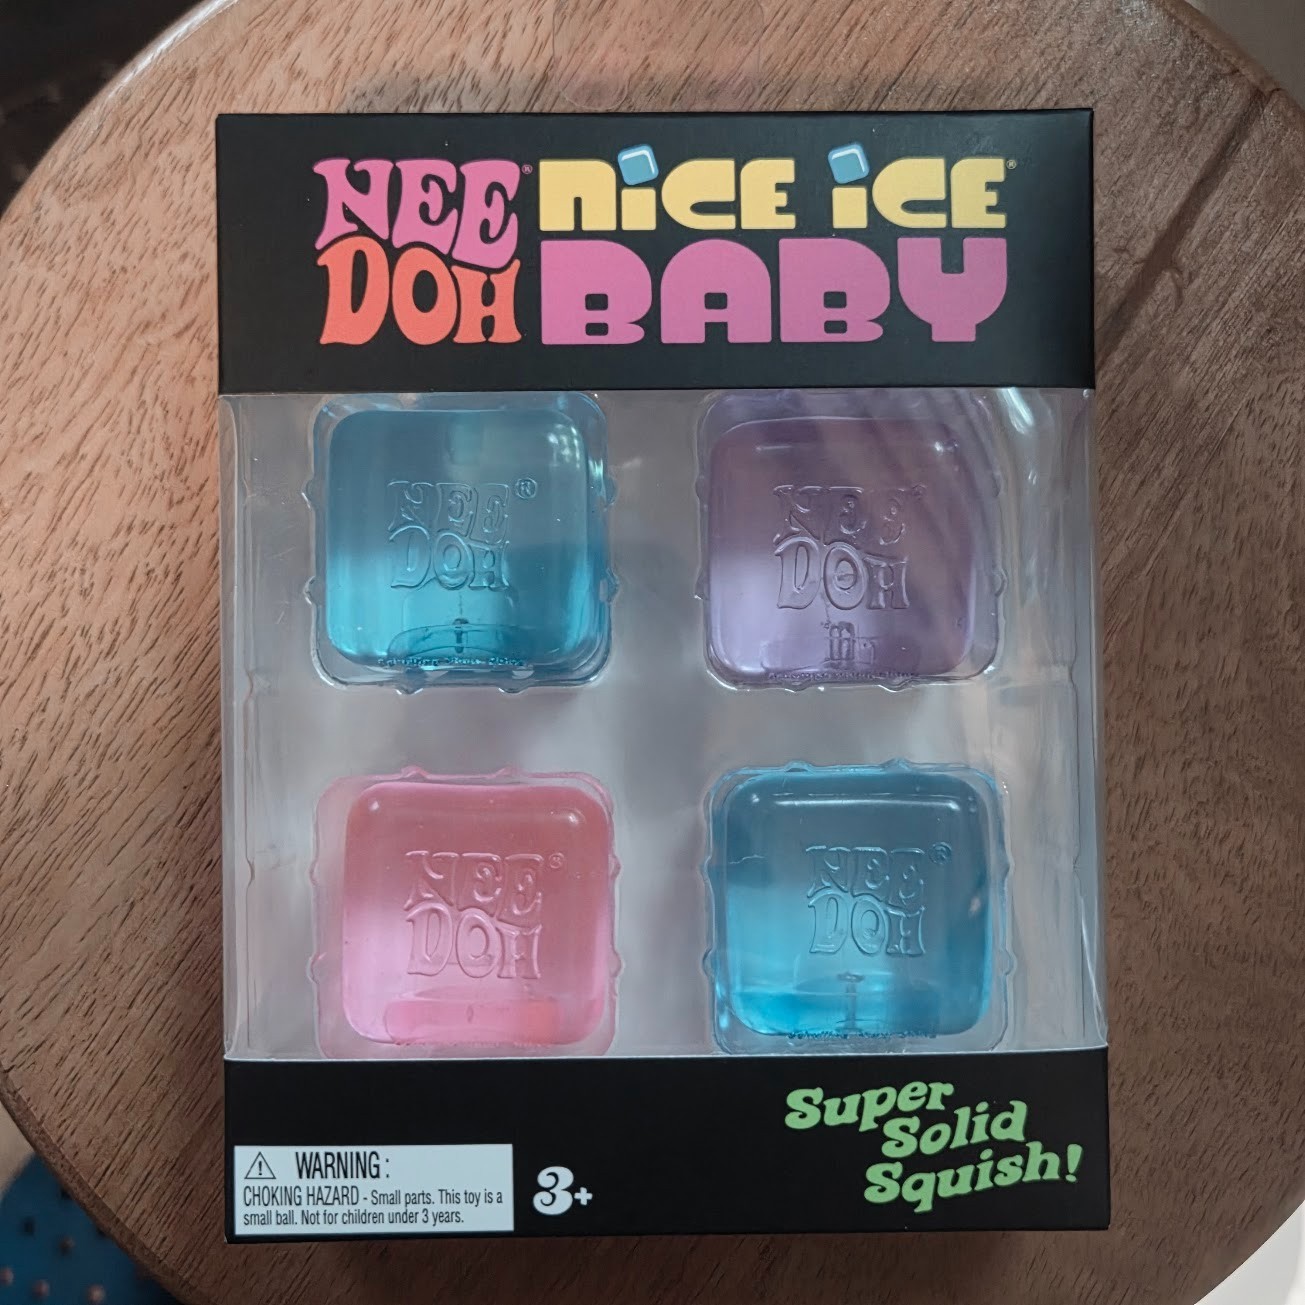 NEE® NICE ICE®
DOH BABY
NEE®
DOH
NEE®
DOH
NEE®
DOH
NEE®
DOH
Super
Solid
Squish!
⚠ WARNING :
CHOKING HAZARD - Small parts. This toy is a
small ball. Not for children under 3 years.
3+